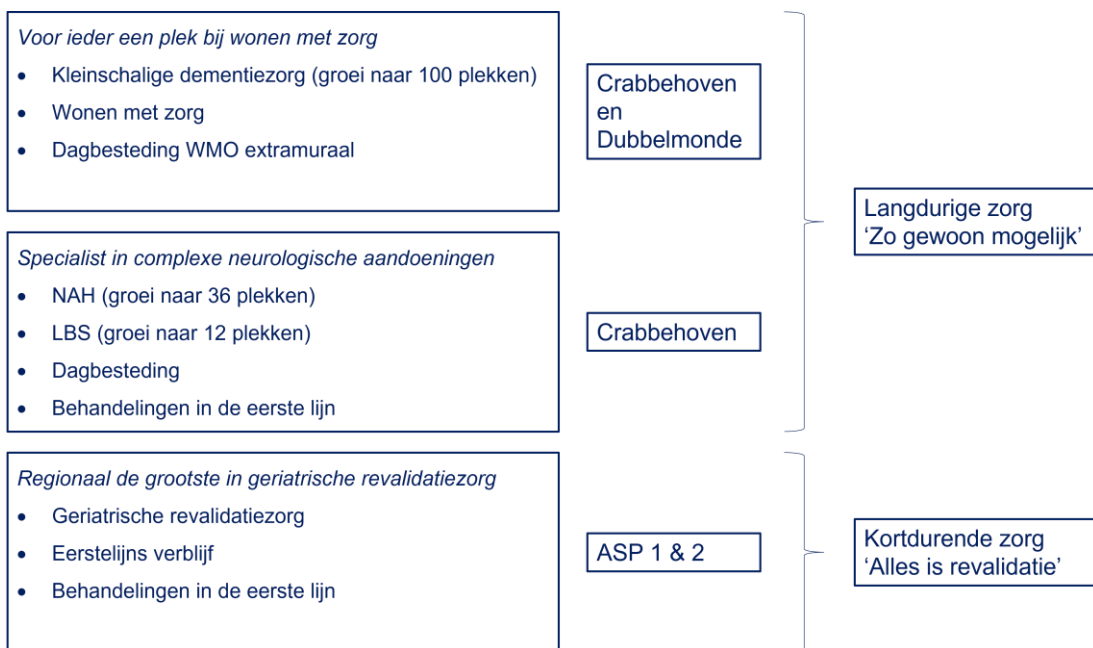 Voor ieder een plek bij wonen met zorg
• Kleinschalige dementiezorg (groei naar 100 plekken)
• Wonen met zorg
• Dagbesteding WMO extramuraal
Crabbehoven
en
Dubbelmonde
Langdurige zorg
‘Zo gewoon mogelijk’
Specialist in complexe neurologische aandoeningen
• NAH (groei naar 36 plekken)
• LBS (groei naar 12 plekken)
• Dagbesteding
• Behandelingen in de eerste lijn
Crabbehoven
Regionaal de grootste in geriatrische revalidatiezorg
• Geriatrische revalidatiezorg
• Eerstelijns verblijf
• Behandelingen in de eerste lijn
ASP 1 & 2
Kortdurende zorg
‘Alles is revalidatie’